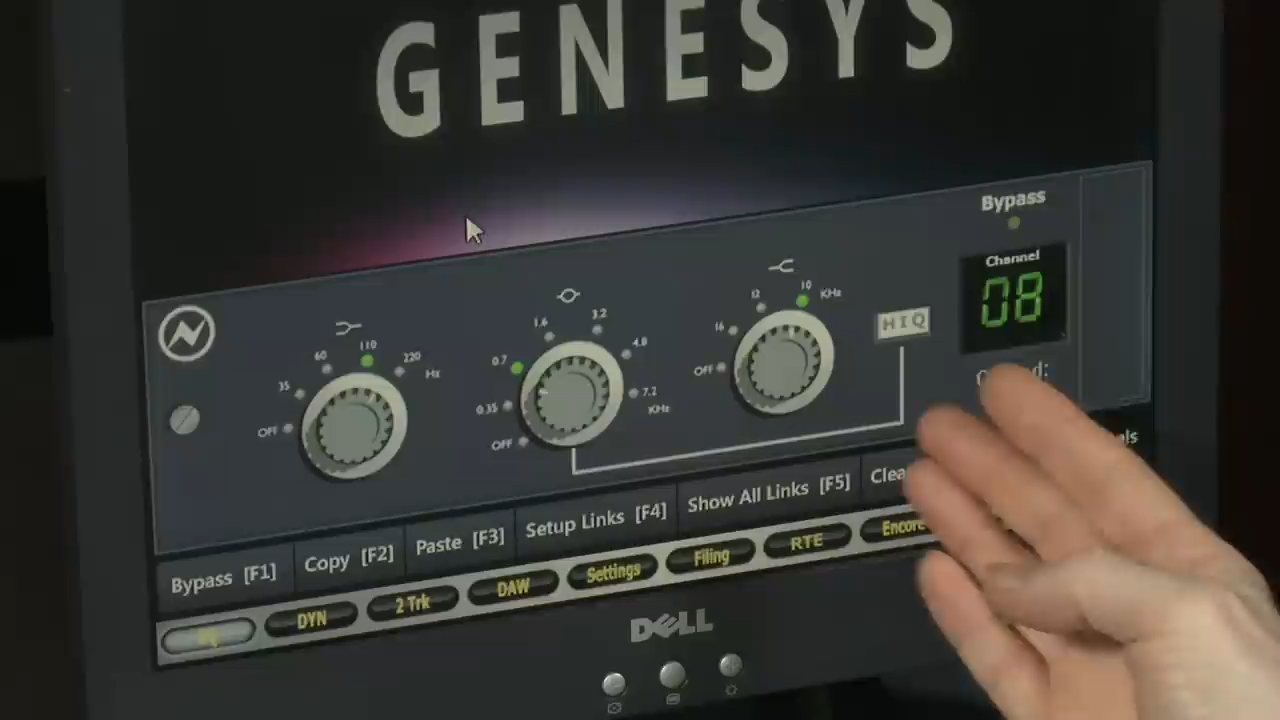 GENESYS
Bypass
Channel
08
HIQ
OFF 35 60 110 220 Hz
OFF 0.35 0.7 1.6 3.2 4.8 7.2 KHz
OFF 16 12 10 KHz
Bypass [F1] Copy [F2] Paste [F3] Setup Links [F4] Show All Links [F5]
DYN 2 Trk DAW Settings Filing RTE Encore
DELL